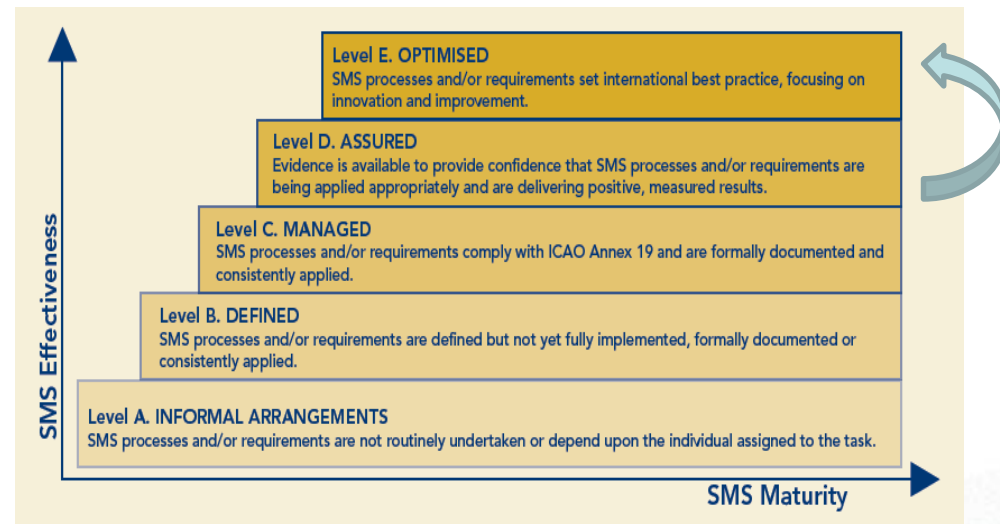 Level E. OPTIMISED
SMS processes and/or requirements set international best practice, focusing on
innovation and improvement.
Level D. ASSURED
Evidence is available to provide confidence that SMS processes and/or requirements are
being applied appropriately and are delivering positive, measured results.
Level C. MANAGED
SMS processes and/or requirements comply with ICAO Annex 19 and are formally documented and
consistently applied.
Level B. DEFINED
SMS processes and/or requirements are defined but not yet fully implemented, formally documented or
consistently applied.
Level A. INFORMAL ARRANGEMENTS
SMS processes and/or requirements are not routinely undertaken or depend upon the individual assigned to the task.
SMS Effectiveness
SMS Maturity